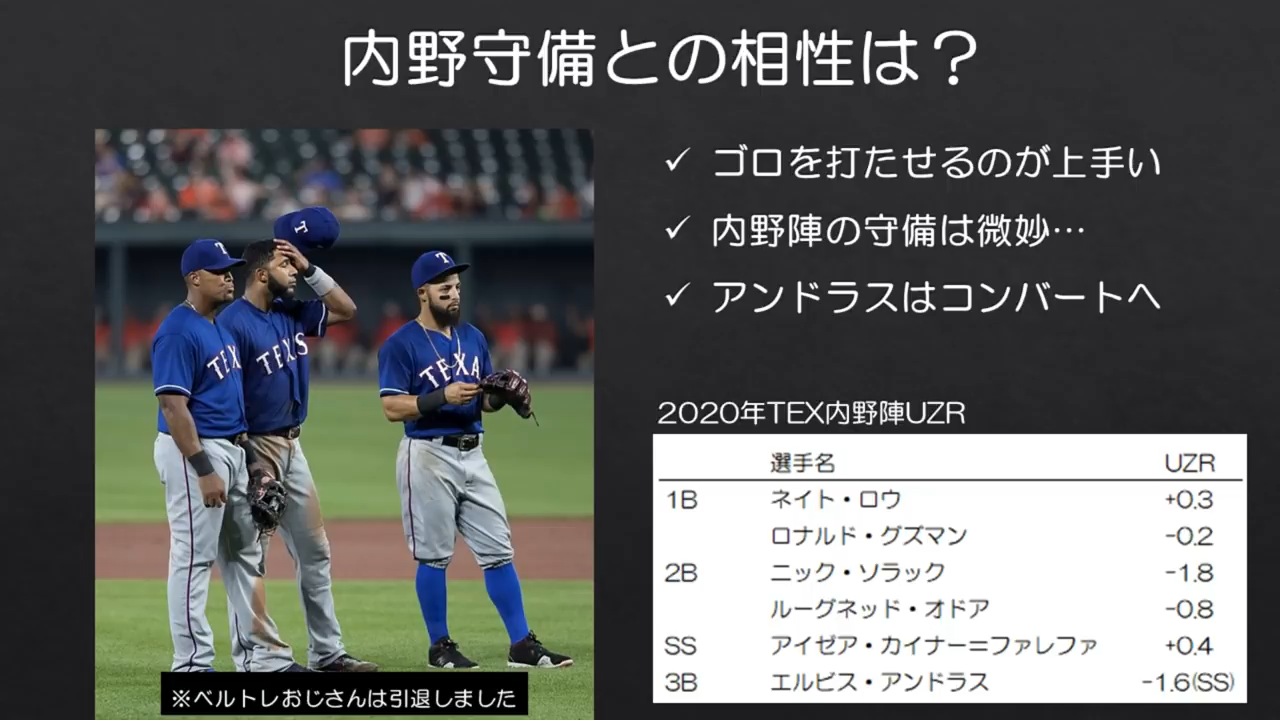 内野守備との相性は？
✓ ゴロを打たせるのが上手い
✓ 内野陣の守備は微妙…
✓ アンドラスはコンバートへ
2020年TEX内野陣UZR
選手名 UZR
1B ネイト・ロウ +0.3
ロナルド・グズマン -0.2
2B ニック・ソラック -1.8
ルーグネッド・オドア -0.8
SS アイゼア・カイナー＝ファレファ +0.4
3B エルビス・アンドラス -1.6(SS)
T
T
T
TEXAS
TEXAS
TEXA
※ベルトレおじさんは引退しました